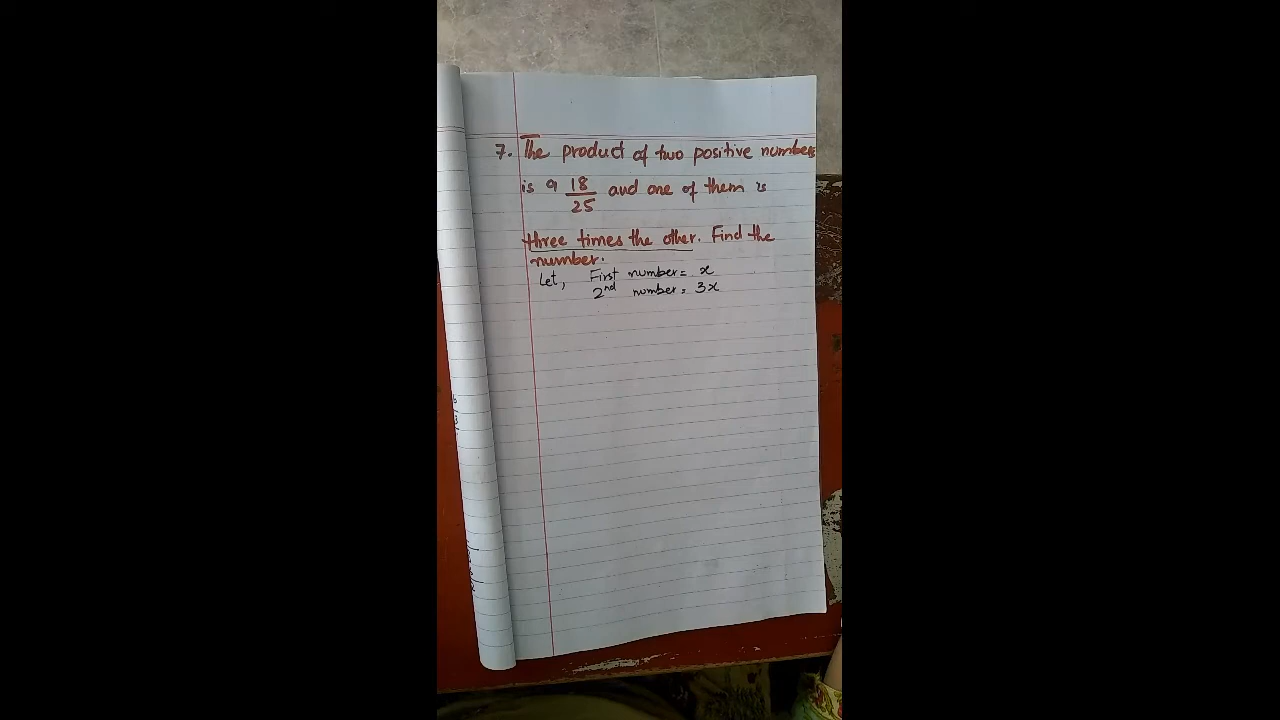 7. The product of two positive numbers
is 9 18/25 and one of them is
three times the other. Find the
number.
Let, First number = x
2nd number = 3x